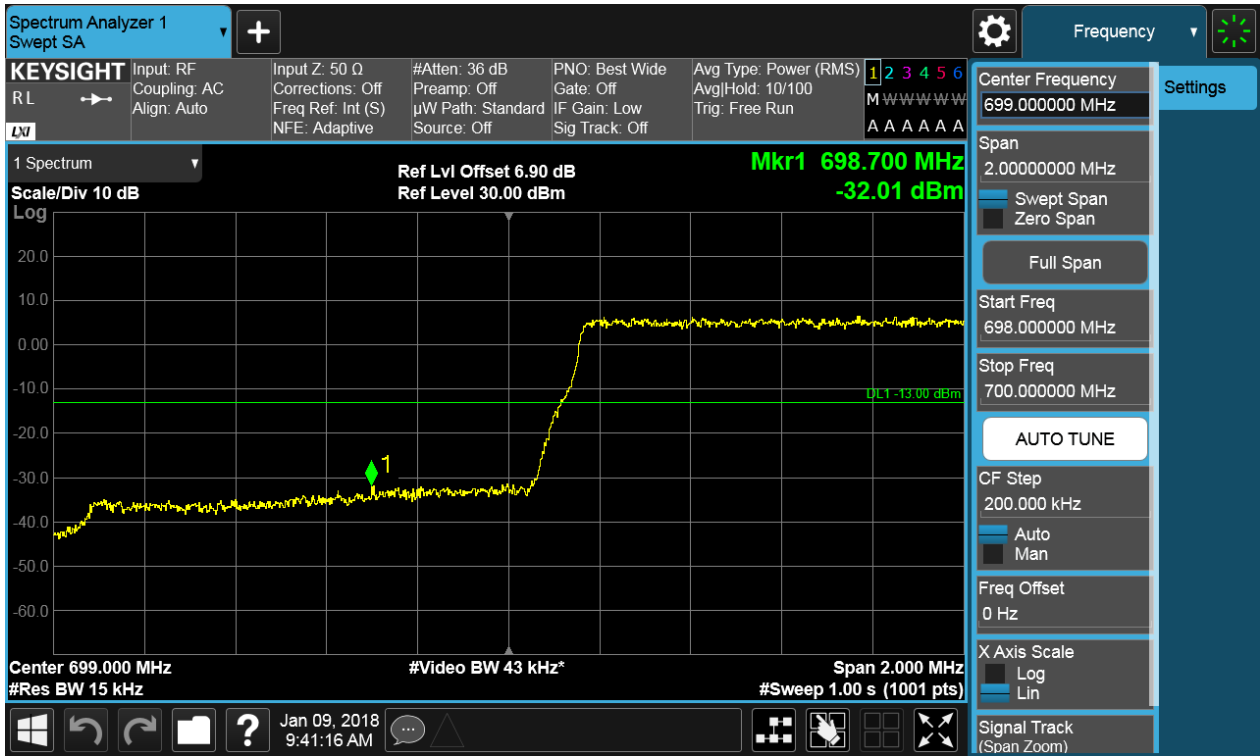 Spectrum Analyzer 1
Swept SA
+
Frequency
KEYSIGHT
RL
LXI
Input: RF
Coupling: AC
Align: Auto
Input Z: 50 Ω
Corrections: Off
Freq Ref: Int (S)
NFE: Adaptive
#Atten: 36 dB
Preamp: Off
µW Path: Standard
Source: Off
PNO: Best Wide
Gate: Off
IF Gain: Low
Sig Track: Off
Avg Type: Power (RMS)
Avg|Hold: 10/100
Trig: Free Run
1 2 3 4 5 6
M W W W W W
A A A A A A
1 Spectrum
Scale/Div 10 dB
Log
Ref Lvl Offset 6.90 dB
Ref Level 30.00 dBm
Mkr1 698.700 MHz
-32.01 dBm
20.0
10.0
0.00
-10.0
-20.0
-30.0
-40.0
-50.0
-60.0
DL1 -13.00 dBm
1
Center 699.000 MHz
#Video BW 43 kHz*
Span 2.000 MHz
#Res BW 15 kHz
#Sweep 1.00 s (1001 pts)
?
Jan 09, 2018
9:41:16 AM
Center Frequency
699.000000 MHz
Span
2.00000000 MHz
Swept Span
Zero Span
Full Span
Start Freq
698.000000 MHz
Stop Freq
700.000000 MHz
AUTO TUNE
CF Step
200.000 kHz
Auto
Man
Freq Offset
0 Hz
X Axis Scale
Log
Lin
Signal Track
(Span Zoom)
Settings